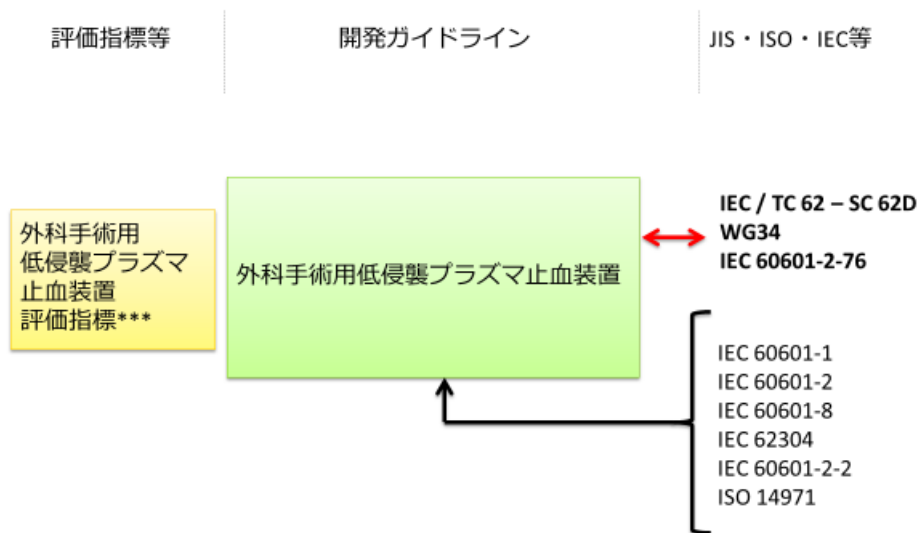 評価指標等
開発ガイドライン
JIS・ISO・IEC等
外科手術用
低侵襲プラズマ
止血装置
評価指標***
外科手術用低侵襲プラズマ止血装置
IEC / TC 62 – SC 62D
WG34
IEC 60601-2-76
IEC 60601-1
IEC 60601-2
IEC 60601-8
IEC 62304
IEC 60601-2-2
ISO 14971